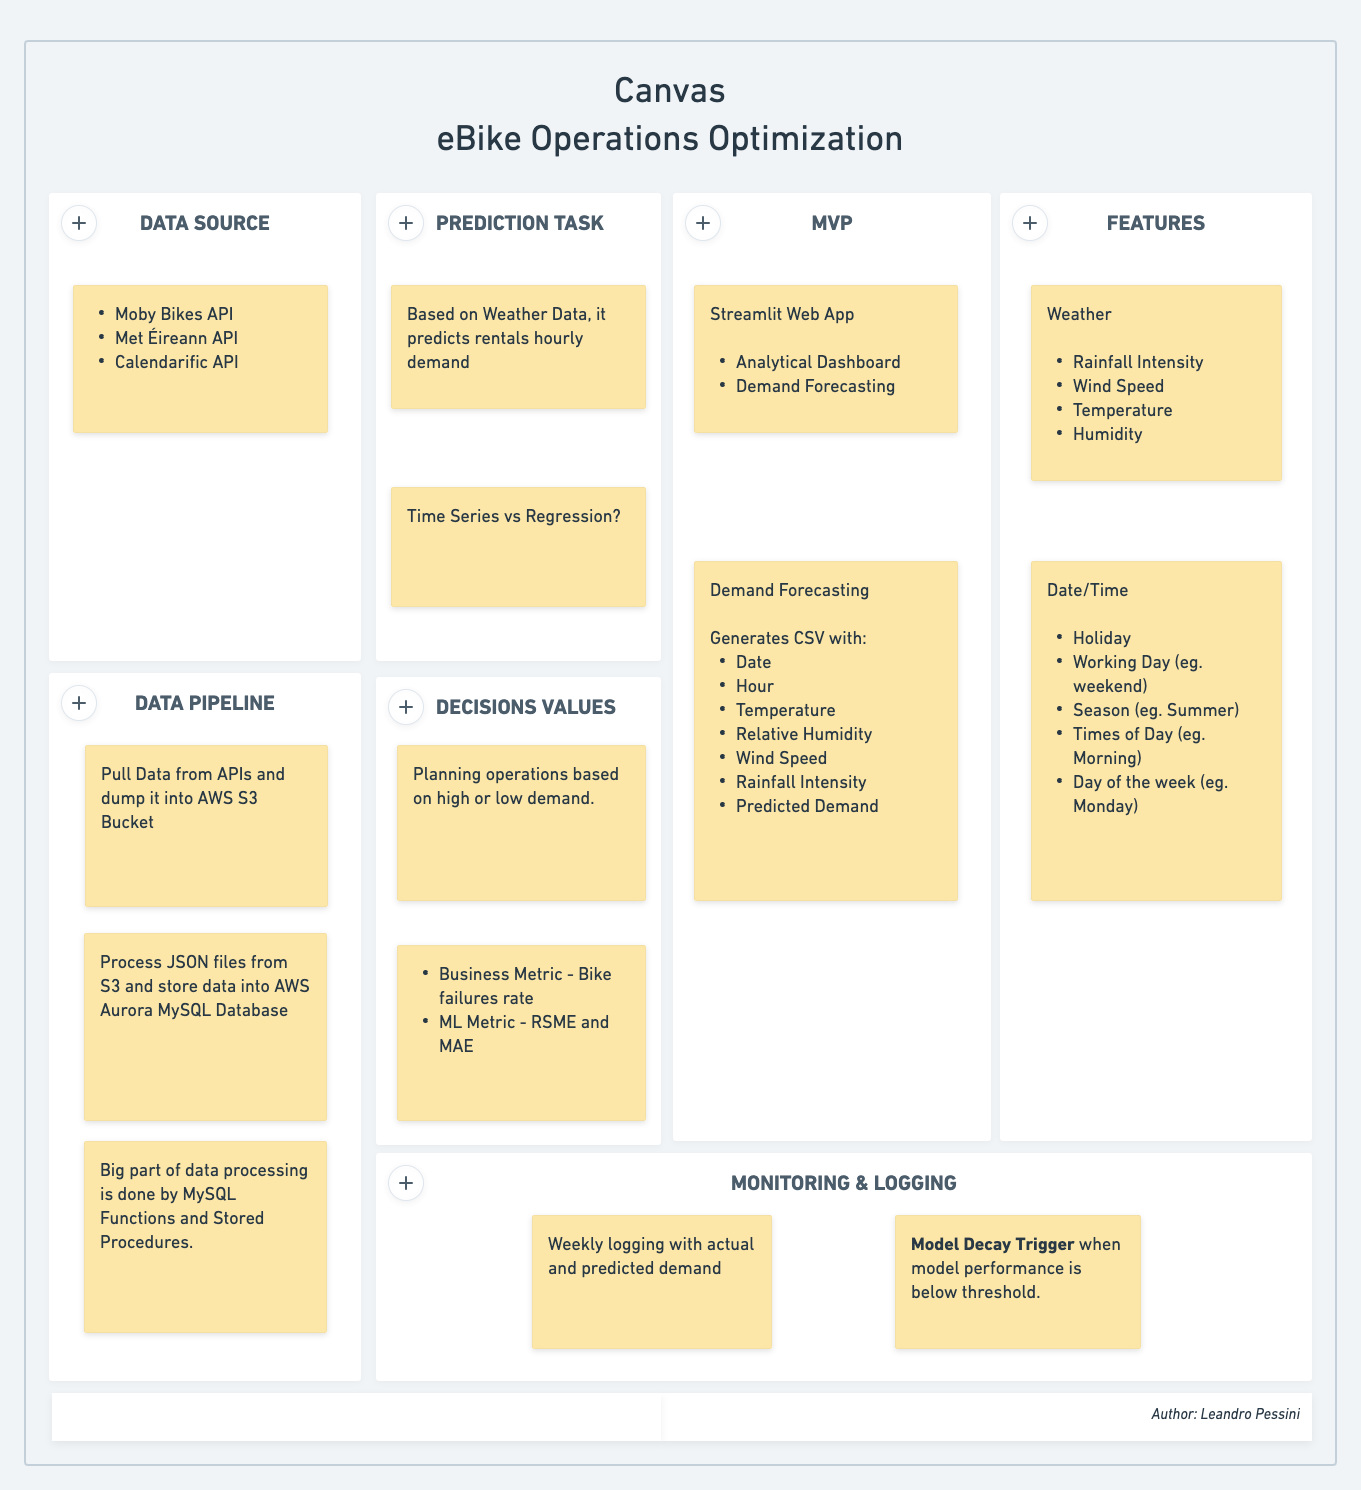 Canvas
eBike Operations Optimization
DATA SOURCE
• Moby Bikes API
• Met Éireann API
• Calendarific API
PREDICTION TASK
Based on Weather Data, it
predicts rentals hourly
demand
Time Series vs Regression?
MVP
Streamlit Web App
• Analytical Dashboard
• Demand Forecasting
Demand Forecasting
Generates CSV with:
• Date
• Hour
• Temperature
• Relative Humidity
• Wind Speed
• Rainfall Intensity
• Predicted Demand
FEATURES
Weather
• Rainfall Intensity
• Wind Speed
• Temperature
• Humidity
Date/Time
• Holiday
• Working Day (eg.
weekend)
• Season (eg. Summer)
• Times of Day (eg.
Morning)
• Day of the week (eg.
Monday)
DATA PIPELINE
Pull Data from APIs and
dump it into AWS S3
Bucket
Process JSON files from
S3 and store data into AWS
Aurora MySQL Database
Big part of data processing
is done by MySQL
Functions and Stored
Procedures.
DECISIONS VALUES
Planning operations based
on high or low demand.
• Business Metric - Bike
failures rate
• ML Metric - RSME and
MAE
MONITORING & LOGGING
Weekly logging with actual
and predicted demand
Model Decay Trigger when
model performance is
below threshold.
Author: Leandro Pessini